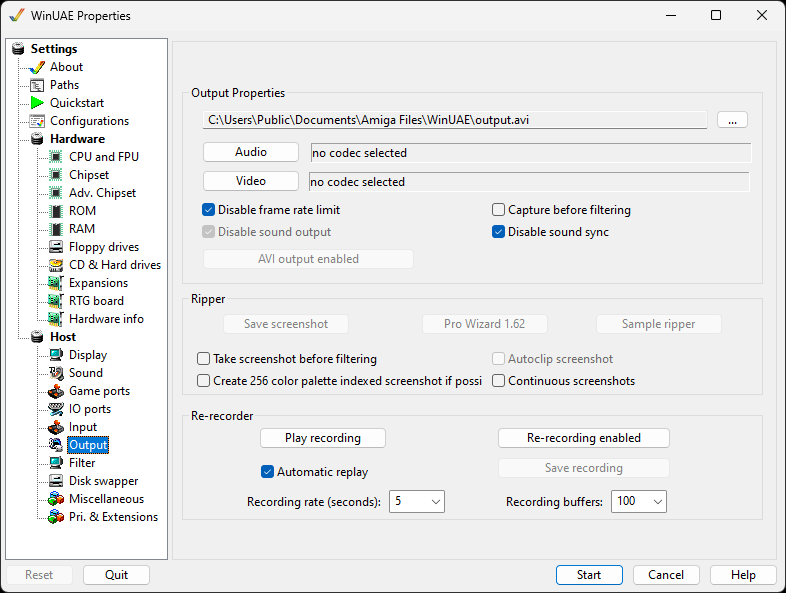 WinUAE Properties
Settings
About
Paths
Quickstart
Configurations
Hardware
CPU and FPU
Chipset
Adv. Chipset
ROM
RAM
Floppy drives
CD & Hard drives
Expansions
RTG board
Hardware info
Host
Display
Sound
Game ports
IO ports
Input
Output
Filter
Disk swapper
Miscellaneous
Pri. & Extensions
Output Properties
C:\Users\Public\Documents\Amiga Files\WinUAE\output.avi
...
Audio
no codec selected
Video
no codec selected
Disable frame rate limit
Capture before filtering
Disable sound output
Disable sound sync
AVI output enabled
Ripper
Save screenshot
Pro Wizard 1.62
Sample ripper
Take screenshot before filtering
Autoclip screenshot
Create 256 color palette indexed screenshot if possi
Continuous screenshots
Re-recorder
Play recording
Re-recording enabled
Automatic replay
Save recording
Recording rate (seconds): 5
Recording buffers: 100
Reset
Quit
Start
Cancel
Help